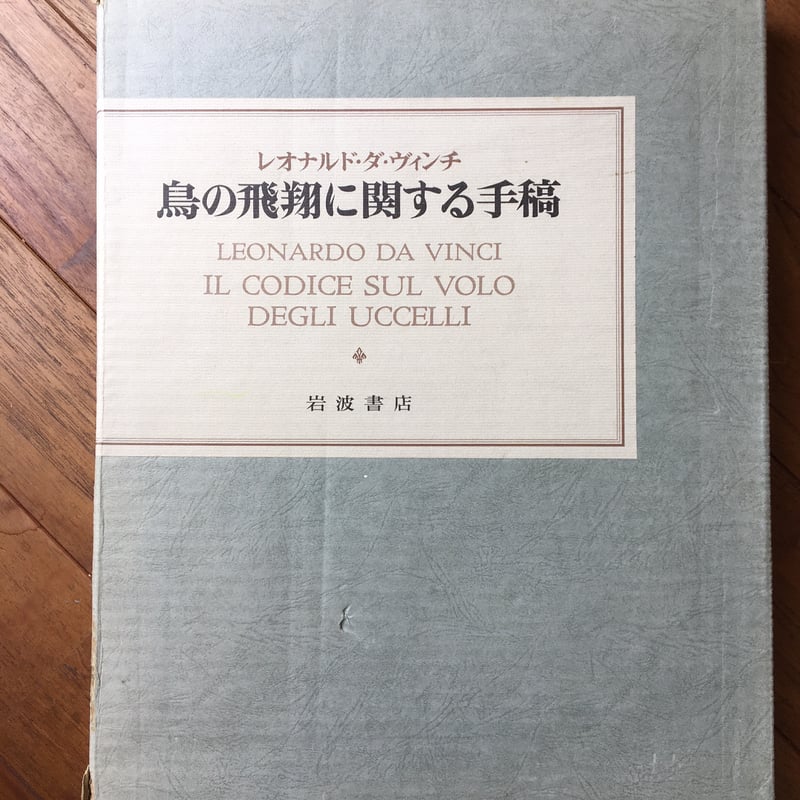 レオナルド・ダ・ヴィンチ
鳥の飛翔に関する手稿
LEONARDO DA VINCI
IL CODICE SUL VOLO
DEGLI UCCELLI
岩波書店